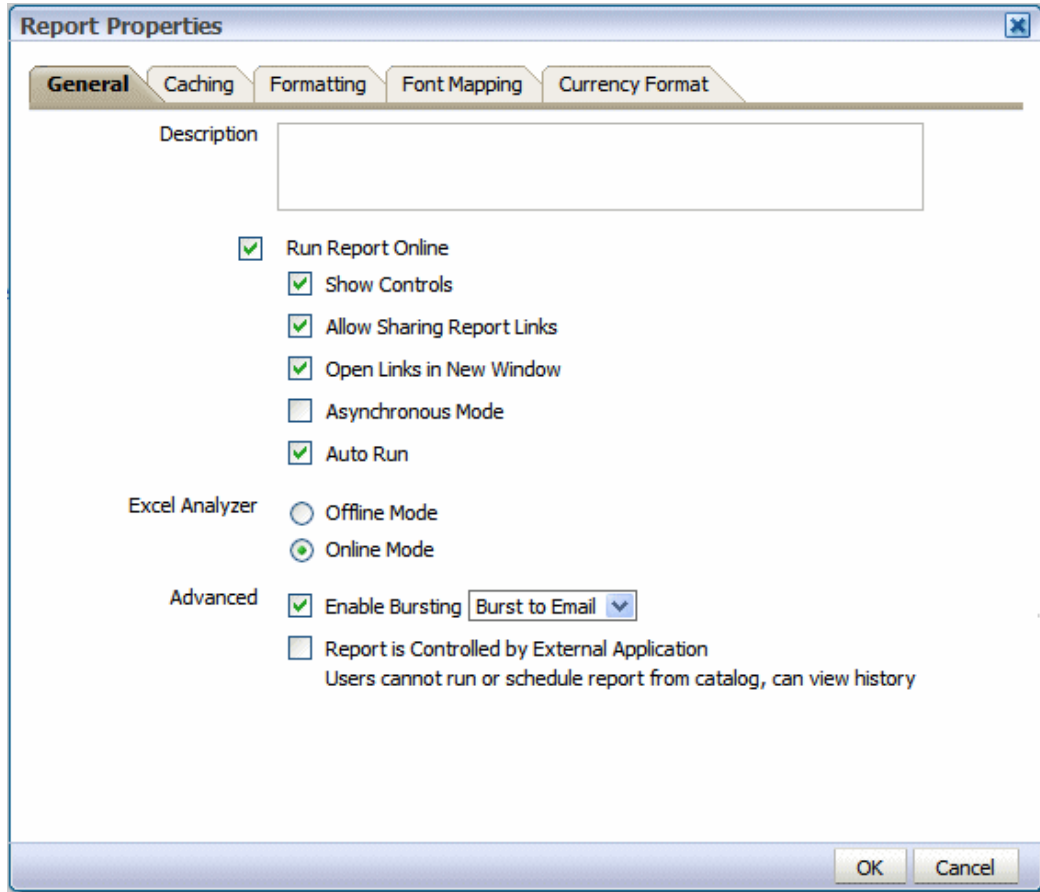 Report Properties
General Caching Formatting Font Mapping Currency Format
Description
Run Report Online
Show Controls
Allow Sharing Report Links
Open Links in New Window
Asynchronous Mode
Auto Run
Excel Analyzer
Offline Mode
Online Mode
Advanced
Enable Bursting Burst to Email
Report is Controlled by External Application
Users cannot run or schedule report from catalog, can view history
OK Cancel